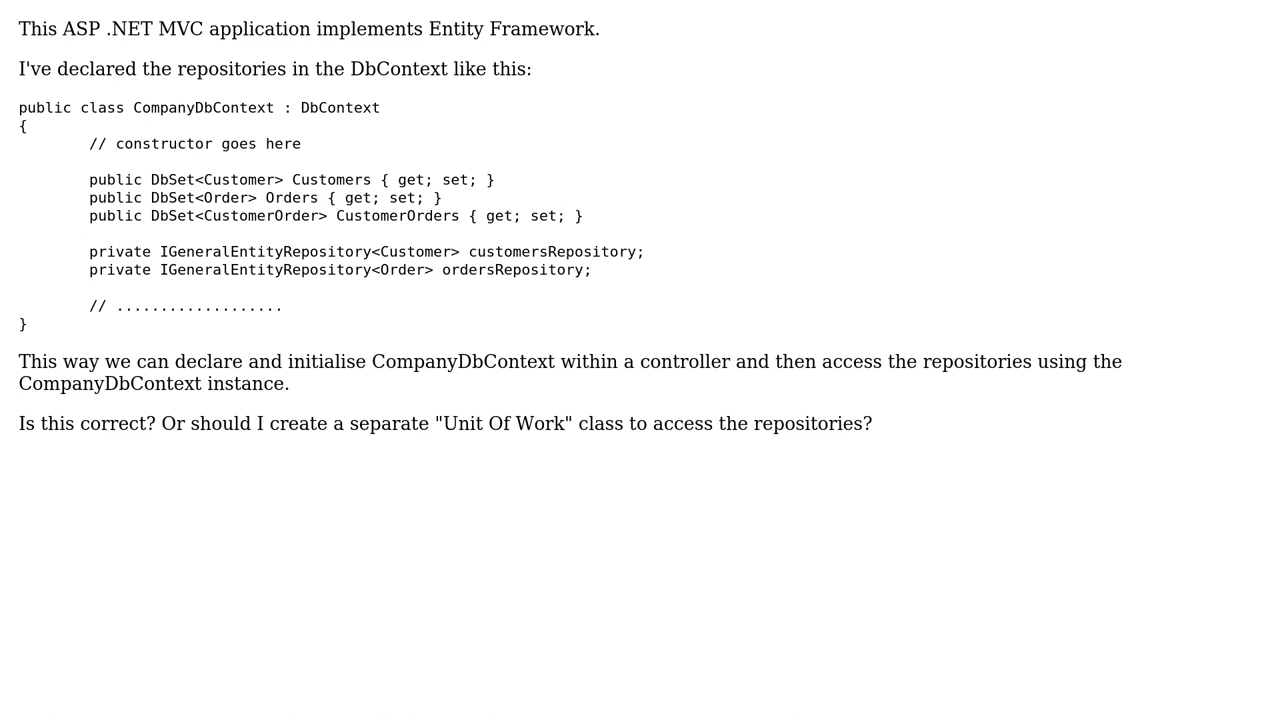 This ASP .NET MVC application implements Entity Framework.
I've declared the repositories in the DbContext like this:
public class CompanyDbContext : DbContext
{
        // constructor goes here
        public DbSet<Customer> Customers { get; set; }
        public DbSet<Order> Orders { get; set; }
        public DbSet<CustomerOrder> CustomerOrders { get; set; }
        private IGeneralEntityRepository<Customer> customersRepository;
        private IGeneralEntityRepository<Order> ordersRepository;
        // ...................
}
This way we can declare and initialise CompanyDbContext within a controller and then access the repositories using the
CompanyDbContext instance.
Is this correct? Or should I create a separate "Unit Of Work" class to access the repositories?